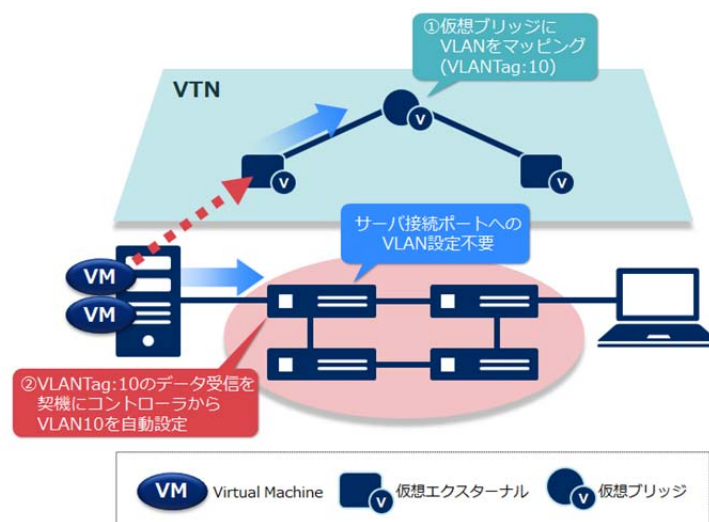 ①仮想ブリッジに
VLANをマッピング
(VLANTag:10)
VTN
V
V
V
サーバ接続ポートへの
VLAN設定不要
VM
VM
②VLANTag:10のデータ受信を
契機にコントローラから
VLAN10を自動設定
VM Virtual Machine V 仮想エクスターナル V 仮想ブリッジ